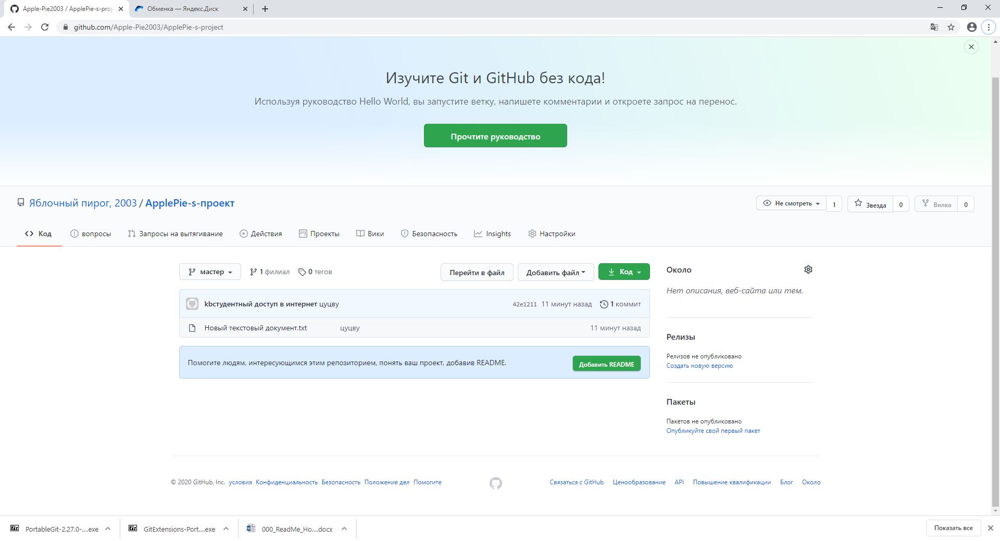 Apple-Pie2003 / ApplePie-s-proj
Обменка — Яндекс.Диск
github.com/Apple-Pie2003/ApplePie-s-project
Изучите Git и GitHub без кода!
Используя руководство Hello World, вы запустите ветку, напишете комментарии и откроете запрос на перенос.
Прочтите руководство
Яблочный пирог, 2003 / ApplePie-s-проект
Не смотреть 1 Звезда 0 Вилка 0
Код вопросы Запросы на вытягивание Действия Проекты Вики Безопасность Insights Настройки
мастер 1 филиал 0 тегов Перейти в файл Добавить файл Код
Около
Нет описания, веб-сайта или тем.
kbстудентный доступ в интернет цуцву 42e1211 11 минут назад 1 коммит
Новый текстовый документ.txt цуцву 11 минут назад
Помогите людям, интересующимся этим репозиторием, понять ваш проект, добавив README. Добавить README
Релизы
Релизов не опубликовано
Создать новую версию
Пакеты
Пакетов не опубликовано
Опубликуйте свой первый пакет
© 2020 GitHub, Inc. условия Конфиденциальность Безопасность Положение дел Помогите Связаться с GitHub Ценообразование API Повышение квалификации Блог Около
PortableGit-2.27.0-....exe GitExtensions-Port....exe 000_ReadMe_Ho....docx Показать все